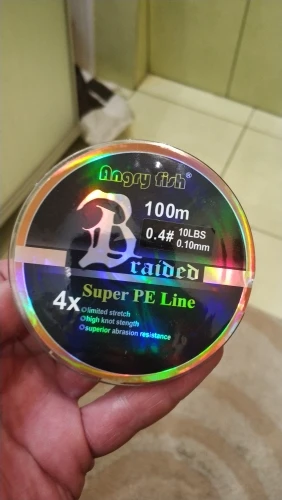 Angry fish®
100m
0.4# 10LBS
0.10mm
Braided
Super PE Line
4x
limited stretch
high knot stength
superior abrasion resistance